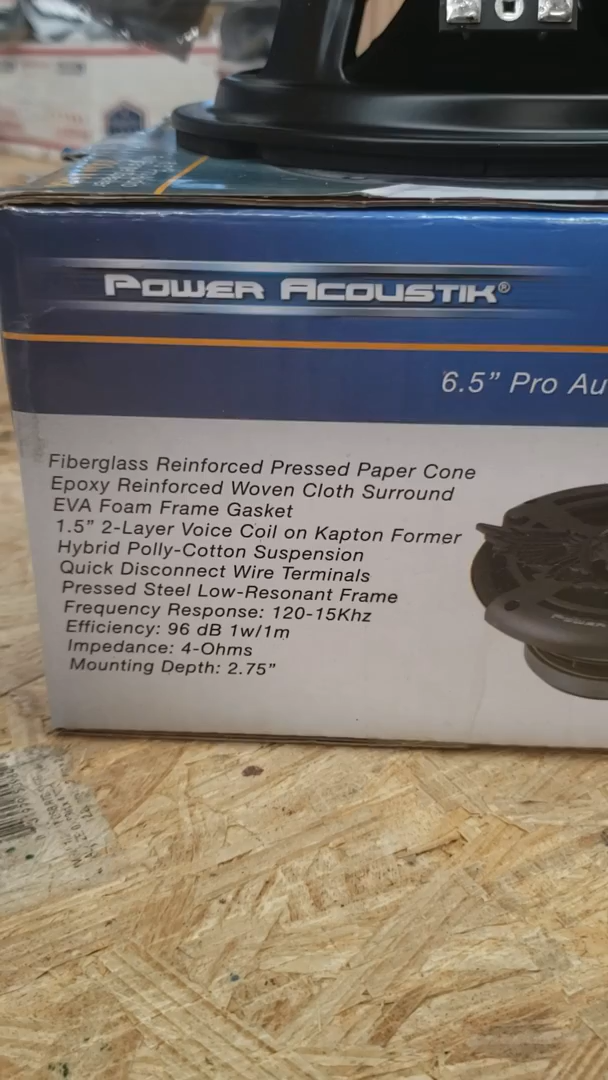 POWER ACOUSTIK®
6.5” Pro Au
Fiberglass Reinforced Pressed Paper Cone
Epoxy Reinforced Woven Cloth Surround
EVA Foam Frame Gasket
1.5” 2-Layer Voice Coil on Kapton Former
Hybrid Polly-Cotton Suspension
Quick Disconnect Wire Terminals
Pressed Steel Low-Resonant Frame
Frequency Response: 120-15Khz
Efficiency: 96 dB 1w/1m
Impedance: 4-Ohms
Mounting Depth: 2.75”